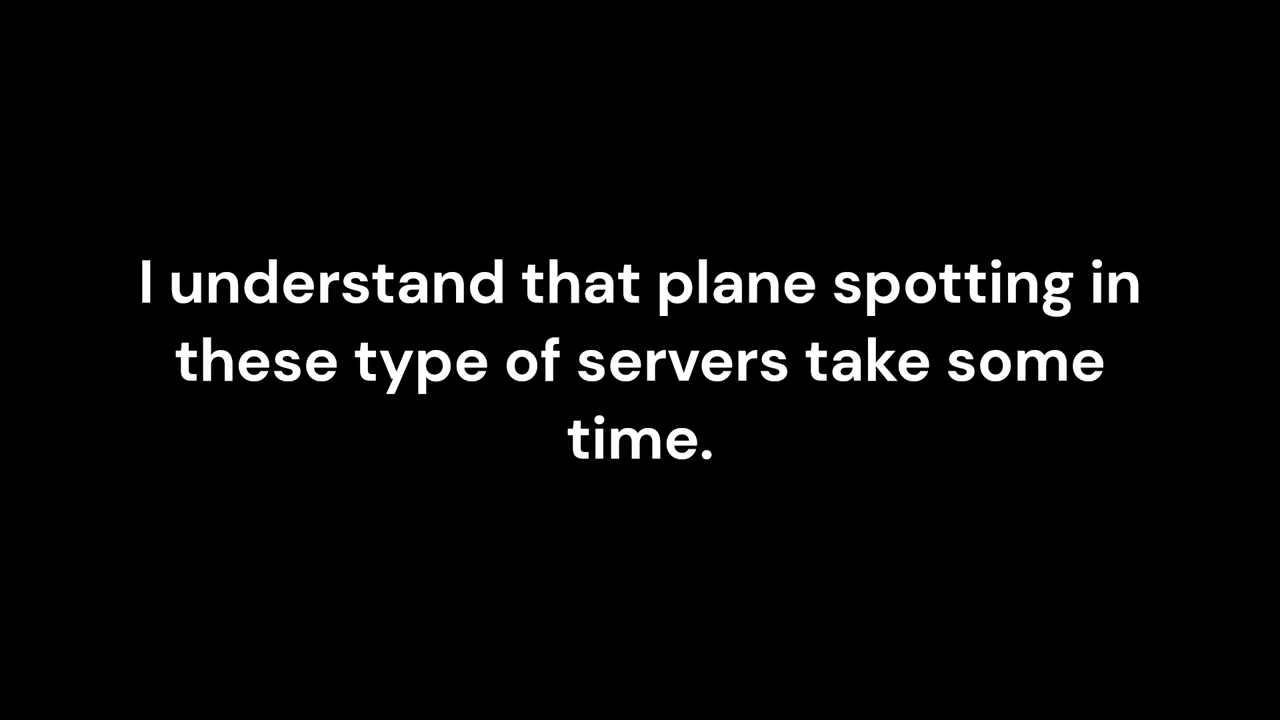 I understand that plane spotting in
these type of servers take some
time.